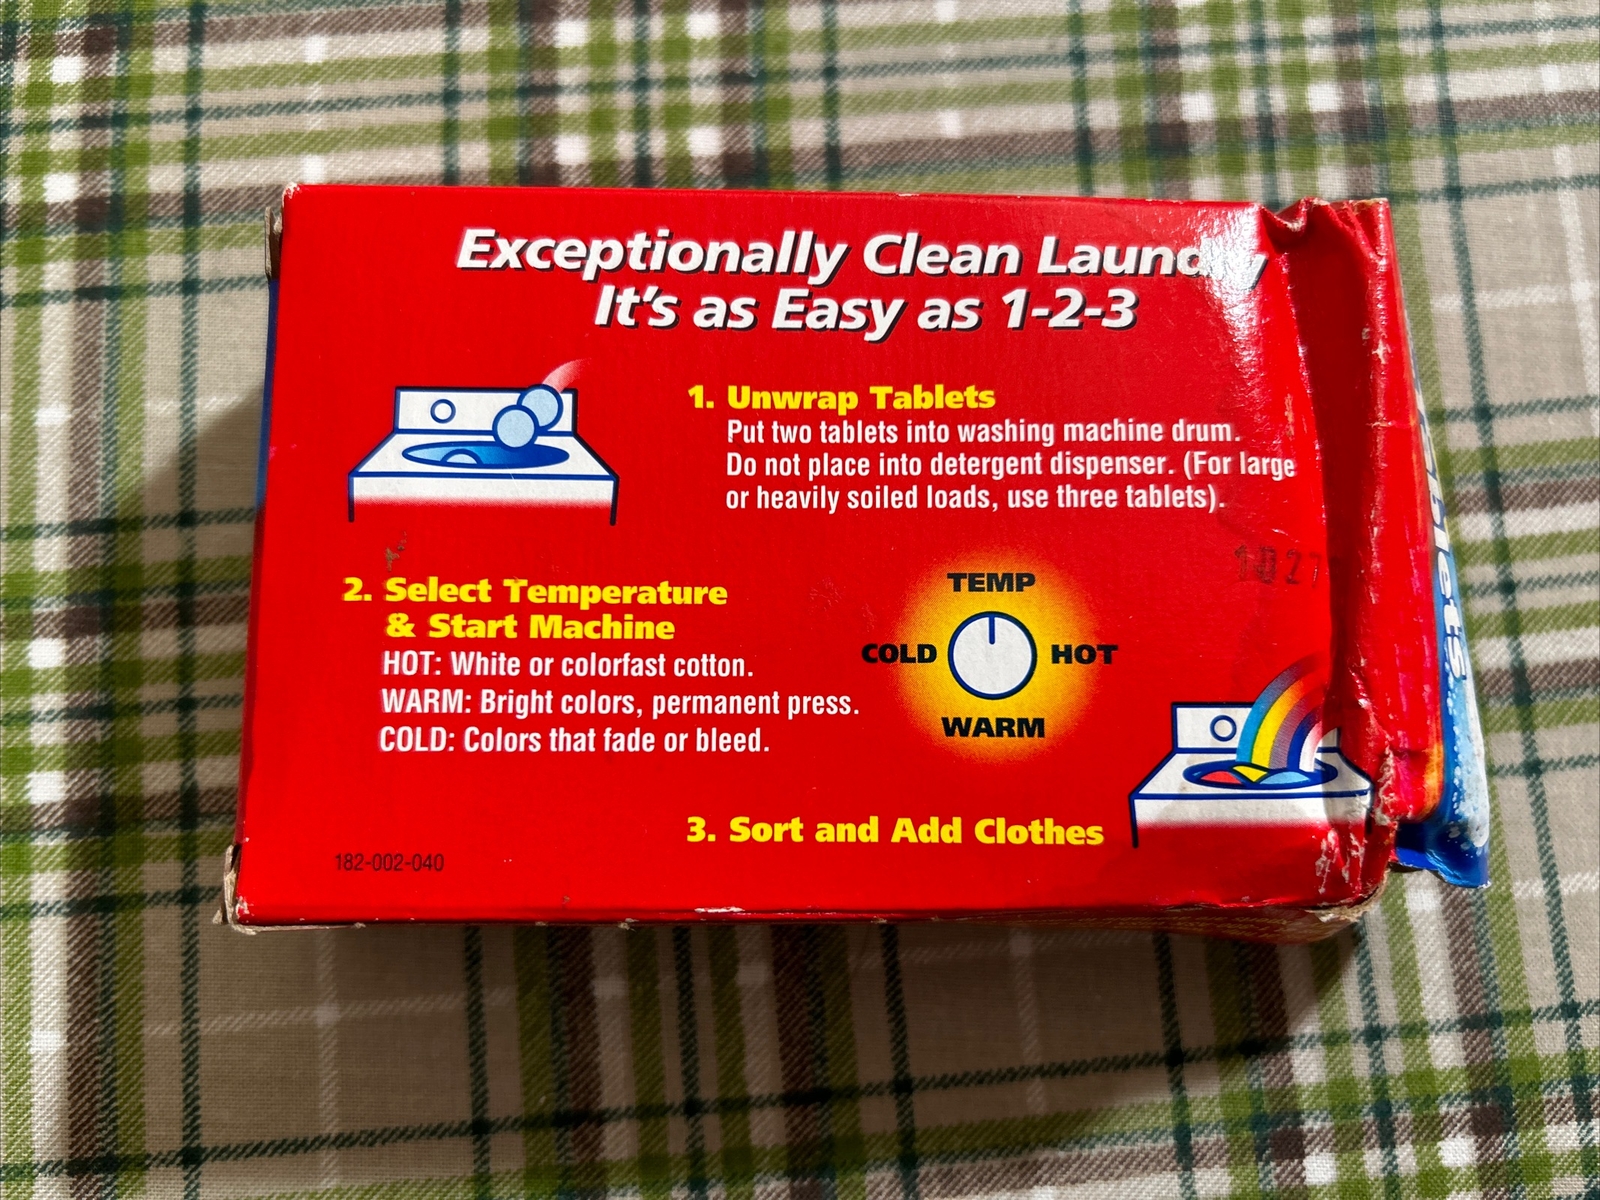 Exceptionally Clean Laundry
It's as Easy as 1-2-3
1. Unwrap Tablets
Put two tablets into washing machine drum.
Do not place into detergent dispenser. (For large
or heavily soiled loads, use three tablets).
2. Select Temperature
& Start Machine
HOT: White or colorfast cotton.
WARM: Bright colors, permanent press.
COLD: Colors that fade or bleed.
TEMP
COLD
HOT
WARM
3. Sort and Add Clothes
182-002-040